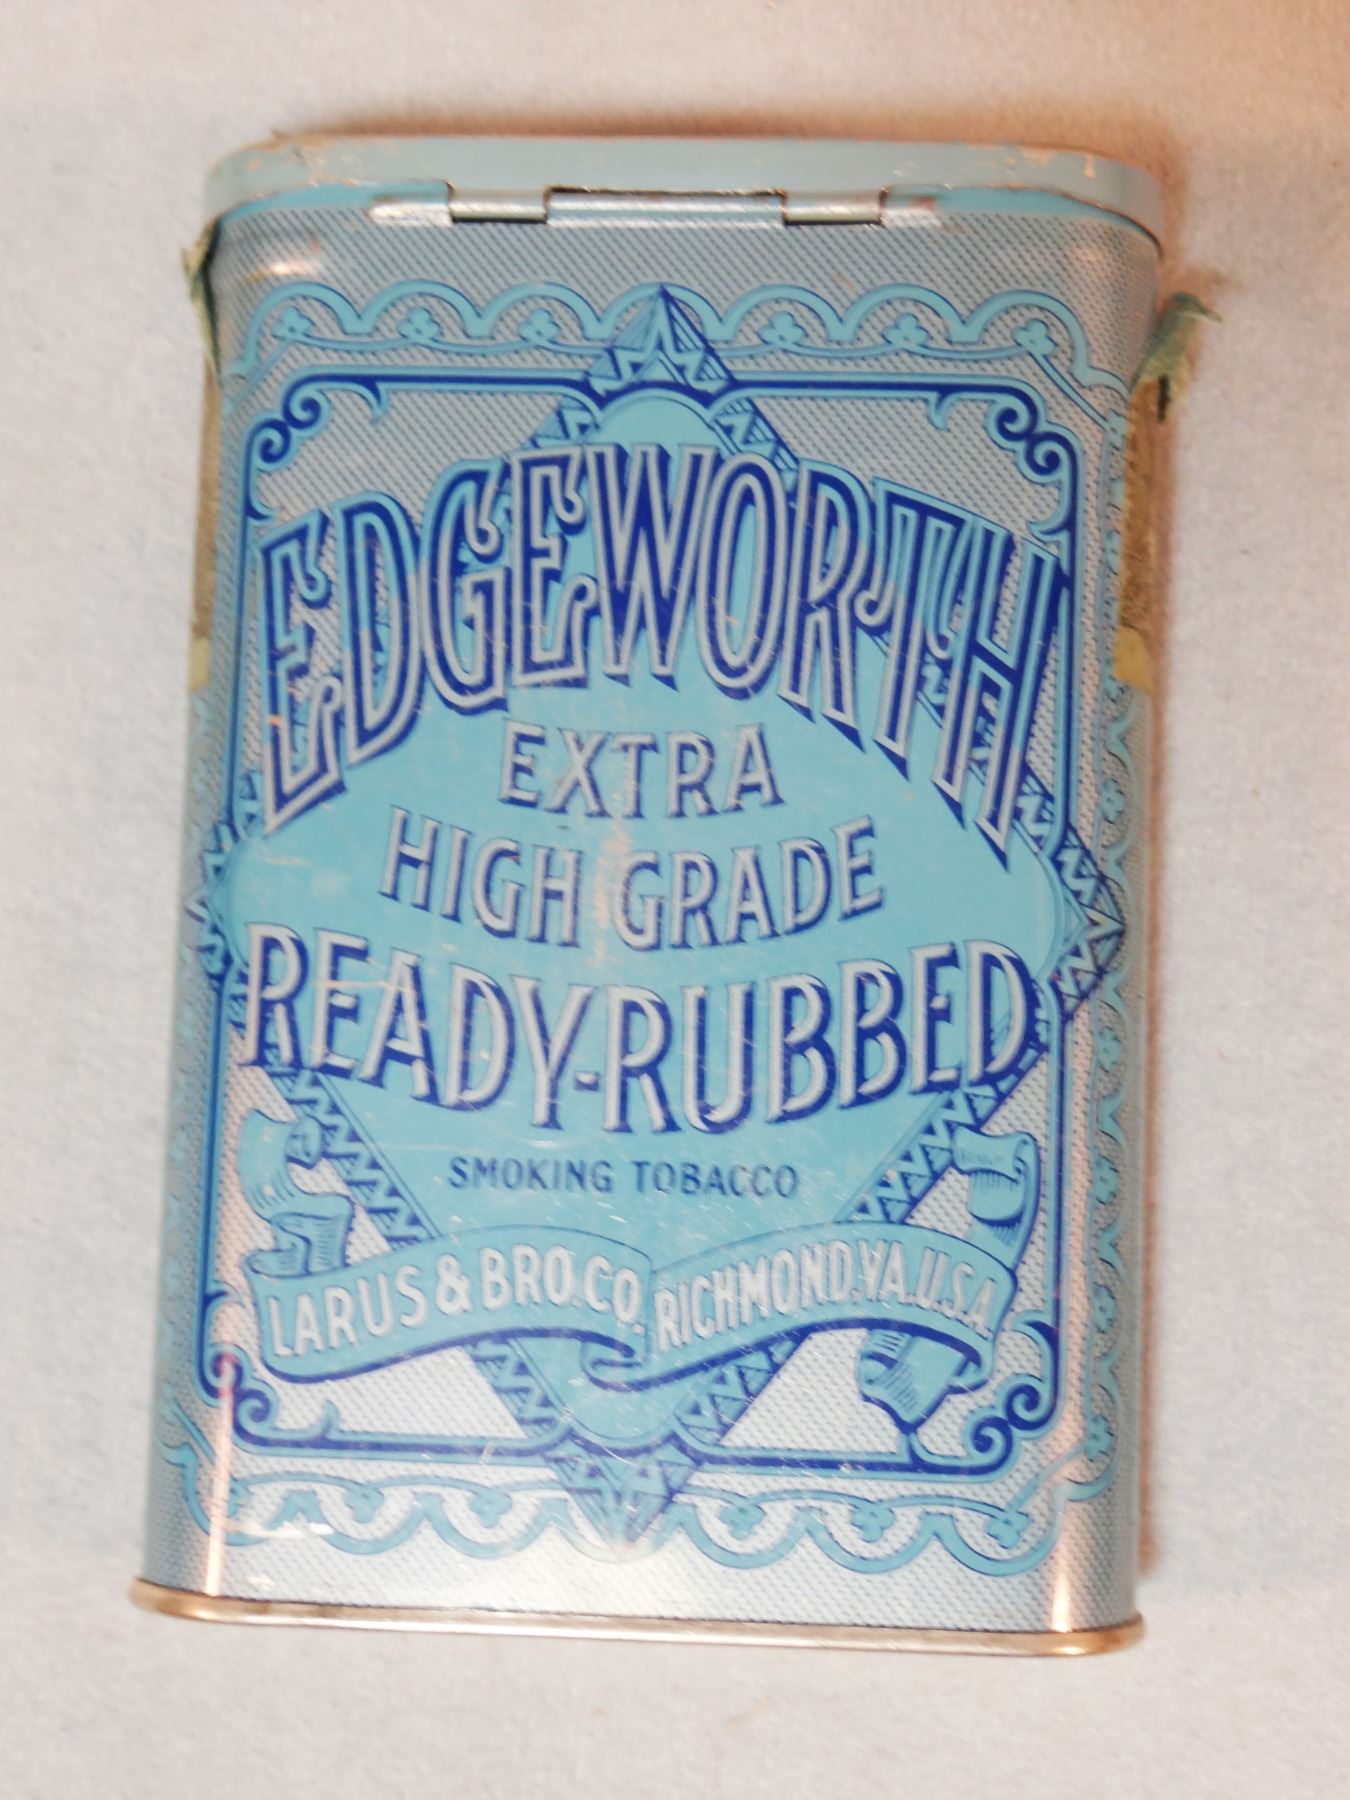 EDGEWORTH
EXTRA
HIGH GRADE
READY-RUBBED
SMOKING TOBACCO
LARUS & BRO. CO. RICHMOND, VA. U.S.A.